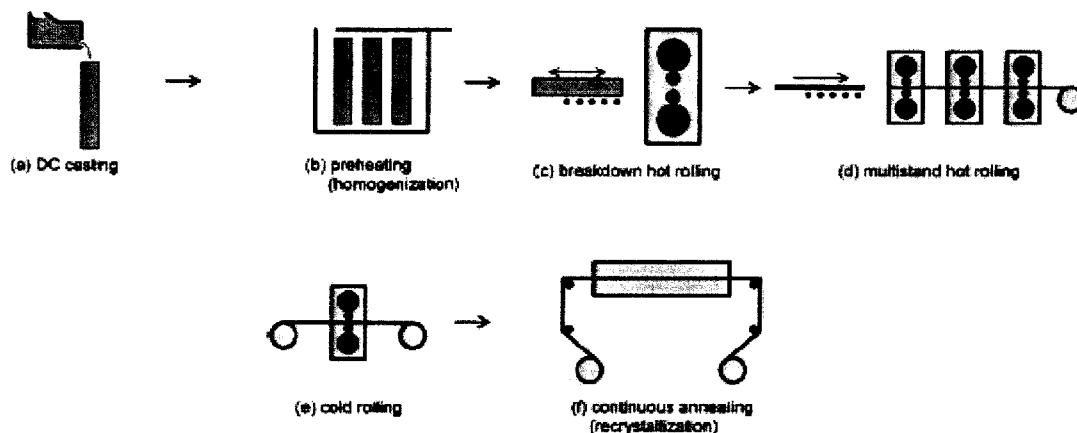 (a) DC casting
(b) preheating
(homogenization)
(c) breakdown hot rolling
(d) multistand hot rolling
(e) cold rolling
(f) continuous annealing
(recrystallization)